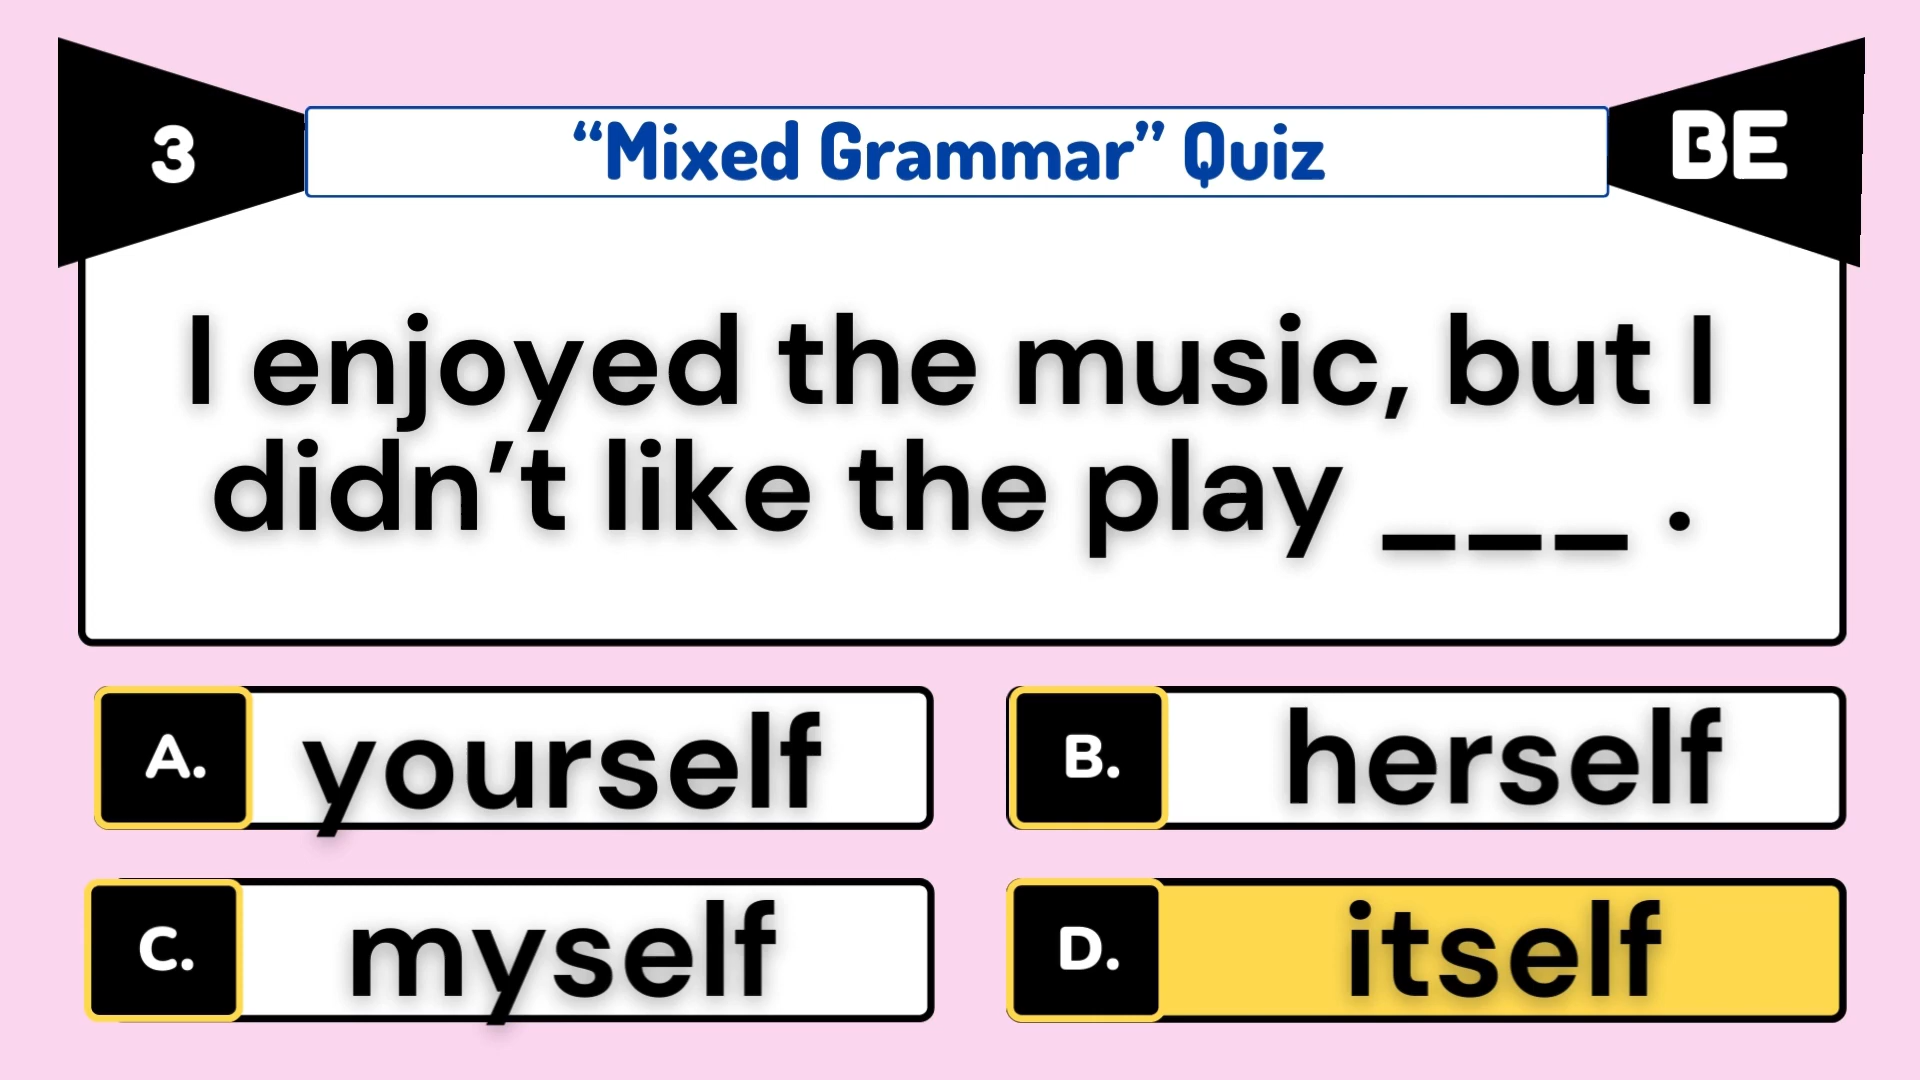 3
“Mixed Grammar” Quiz
BE
I enjoyed the music, but I
didn’t like the play ___ .
A. yourself
B. herself
C. myself
D. itself